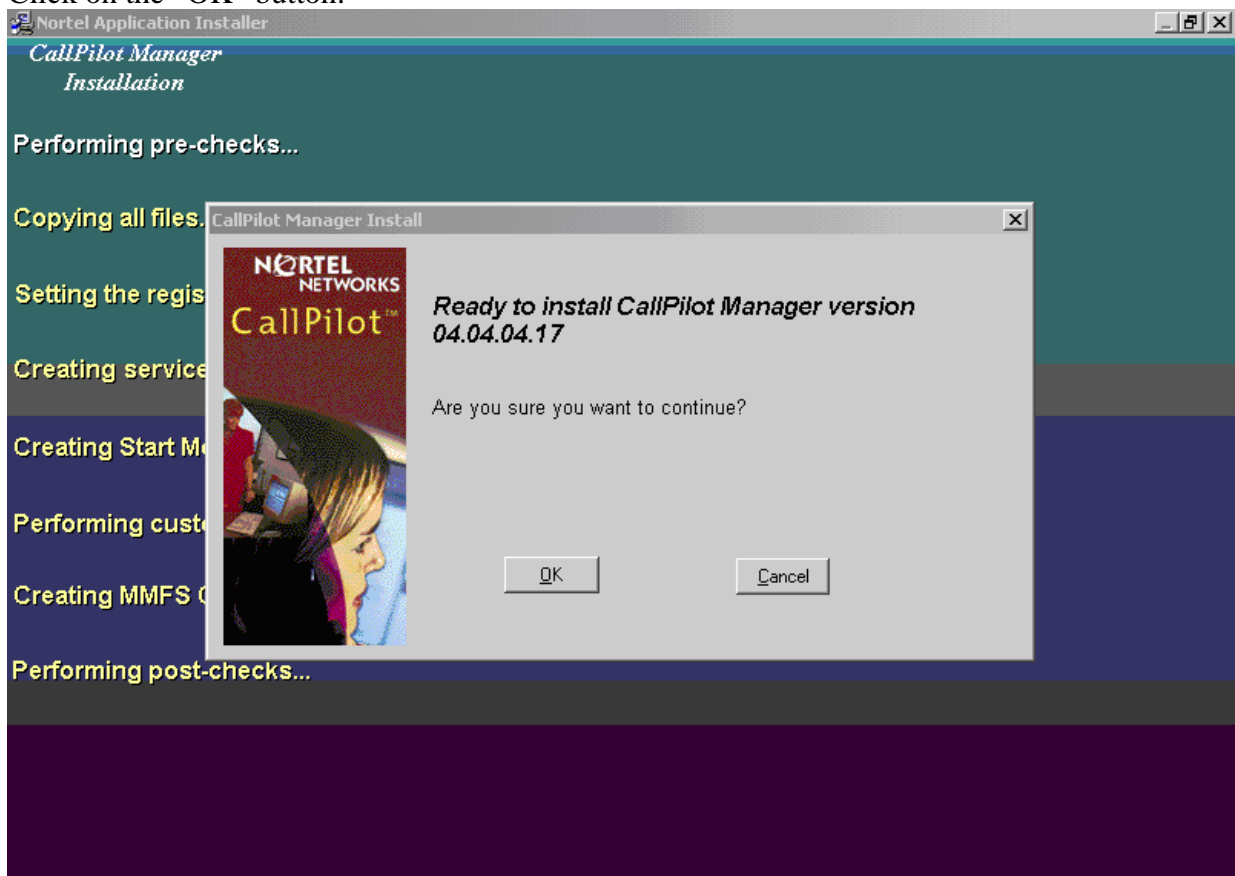 Click on the "OK" button.
Nortel Application Installer
CallPilot Manager
Installation
Performing pre-checks...
Copying all files.
CallPilot Manager Install
NORTEL
NETWORKS
CallPilot™
Setting the regis
Ready to install CallPilot Manager version
04.04.04.17
Creating service
Are you sure you want to continue?
Creating Start M
Performing cust
OK
Cancel
Creating MMFS
Performing post-checks...